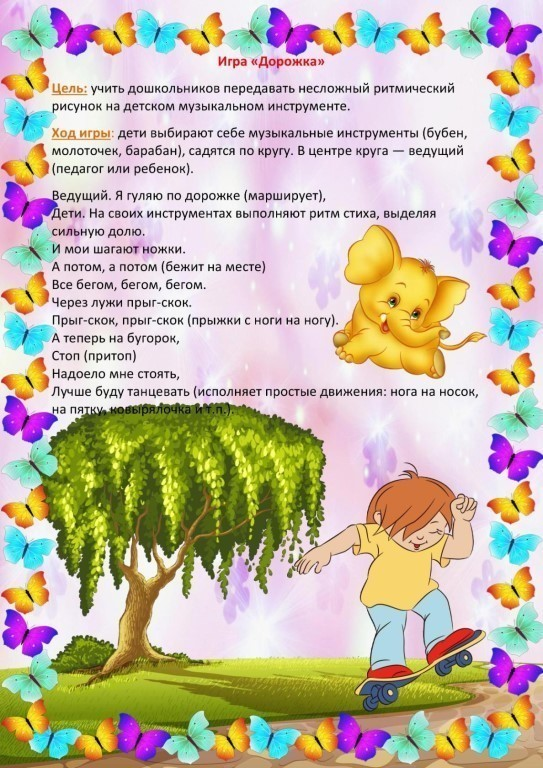 Игра «Дорожка»
Цель: учить дошкольников передавать несложный ритмический
рисунок на детском музыкальном инструменте.
Ход игры: дети выбирают себе музыкальные инструменты (бубен,
молоточек, барабан), садятся по кругу. В центре круга — ведущий
(педагог или ребенок).
Ведущий. Я гуляю по дорожке (марширует),
Дети. На своих инструментах выполняют ритм стиха, выделяя
сильную долю.
И мои шагают ножки.
А потом, а потом (бежит на месте)
Все бегом, бегом, бегом.
Через лужи прыг-скок.
Прыг-скок, прыг-скок (прыжки с ноги на ногу).
А теперь на бугорок,
Стоп (притоп)
Надоело мне стоять,
Лучше буду танцевать (исполняет простые движения: нога на носок,
на пятку, ковырялочка и т.п.).